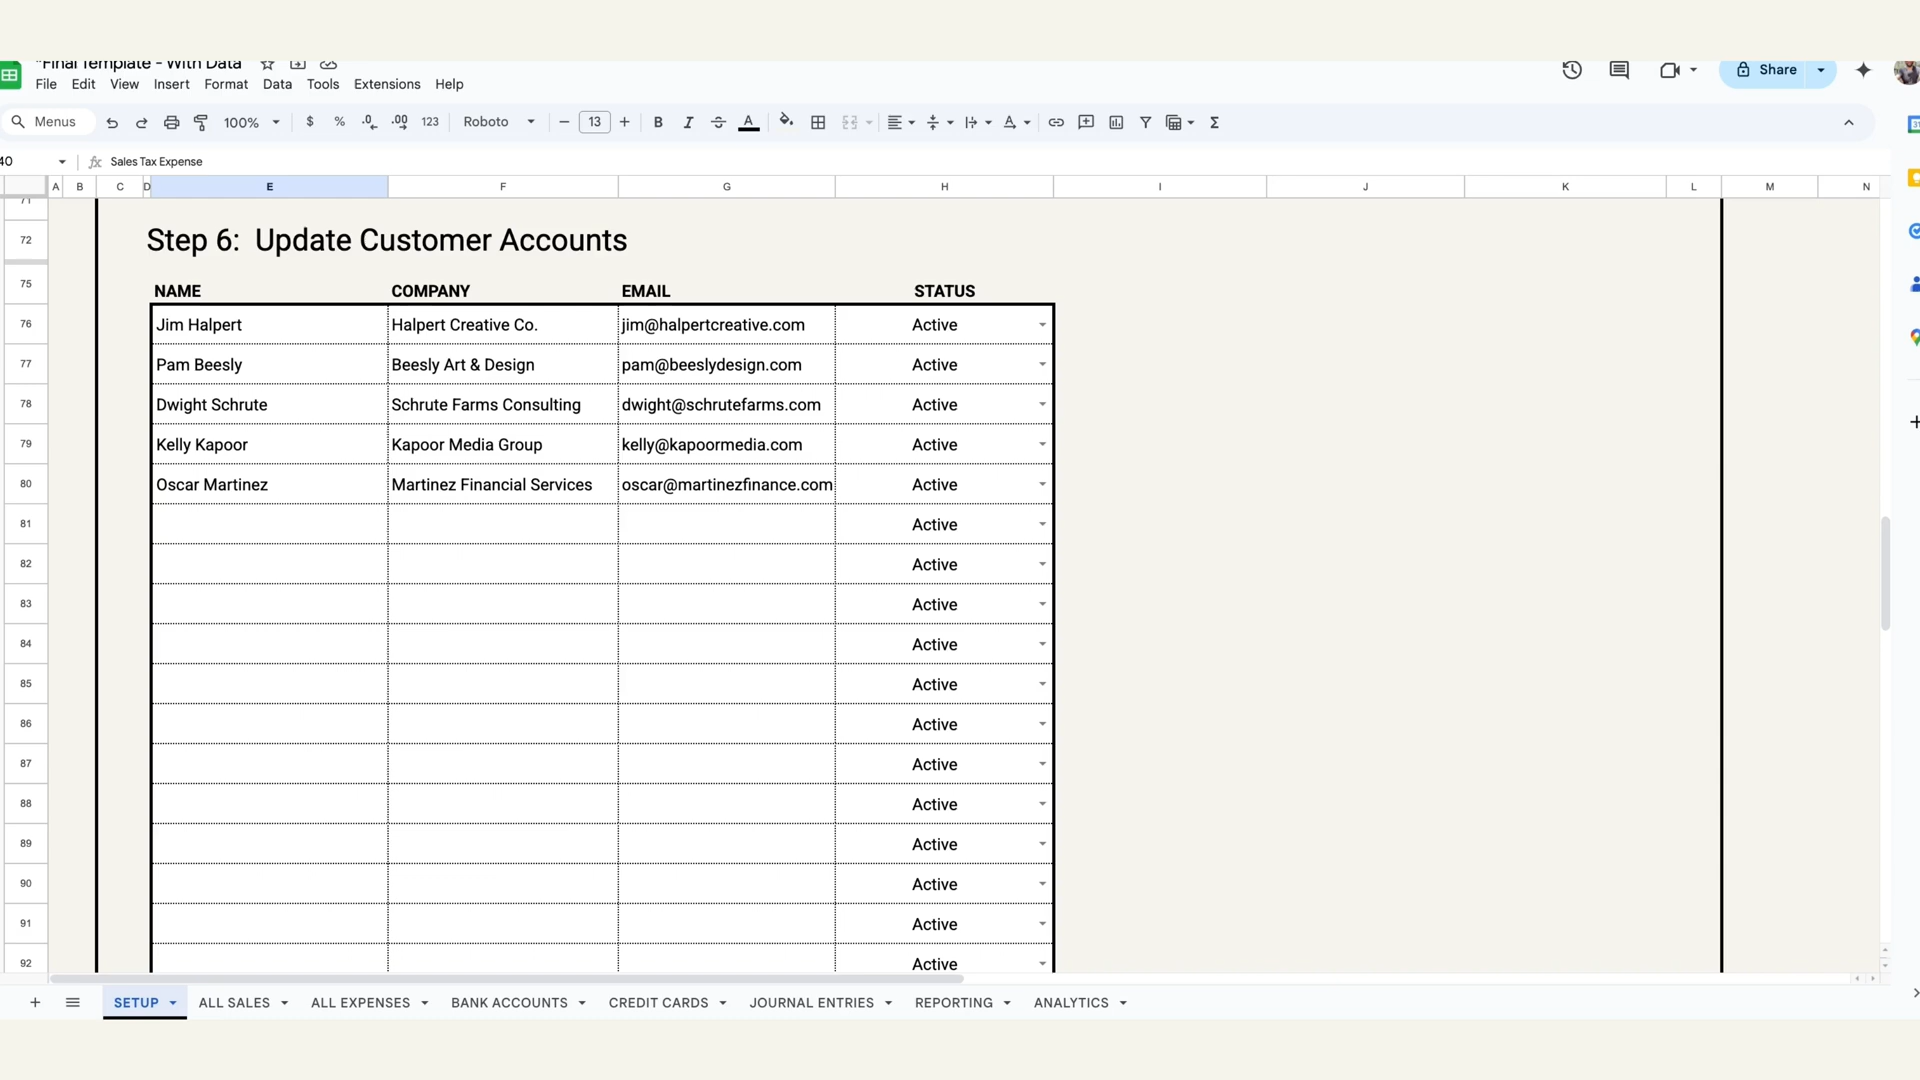 "Final Template - With Data
File Edit View Insert Format Data Tools Extensions Help
Share
Menus 100% $ % .0 .00 123 Roboto 13 B I S A
40 fx Sales Tax Expense
A B C D E F G H I J K L M N
71
72 Step 6: Update Customer Accounts
75 NAME COMPANY EMAIL STATUS
76 Jim Halpert Halpert Creative Co. jim@halpertcreative.com Active
77 Pam Beesly Beesly Art & Design pam@beeslydesign.com Active
78 Dwight Schrute Schrute Farms Consulting dwight@schrutefarms.com Active
79 Kelly Kapoor Kapoor Media Group kelly@kapoormedia.com Active
80 Oscar Martinez Martinez Financial Services oscar@martinezfinance.com Active
81 Active
82 Active
83 Active
84 Active
85 Active
86 Active
87 Active
88 Active
89 Active
90 Active
91 Active
92 Active
SETUP ALL SALES ALL EXPENSES BANK ACCOUNTS CREDIT CARDS JOURNAL ENTRIES REPORTING ANALYTICS